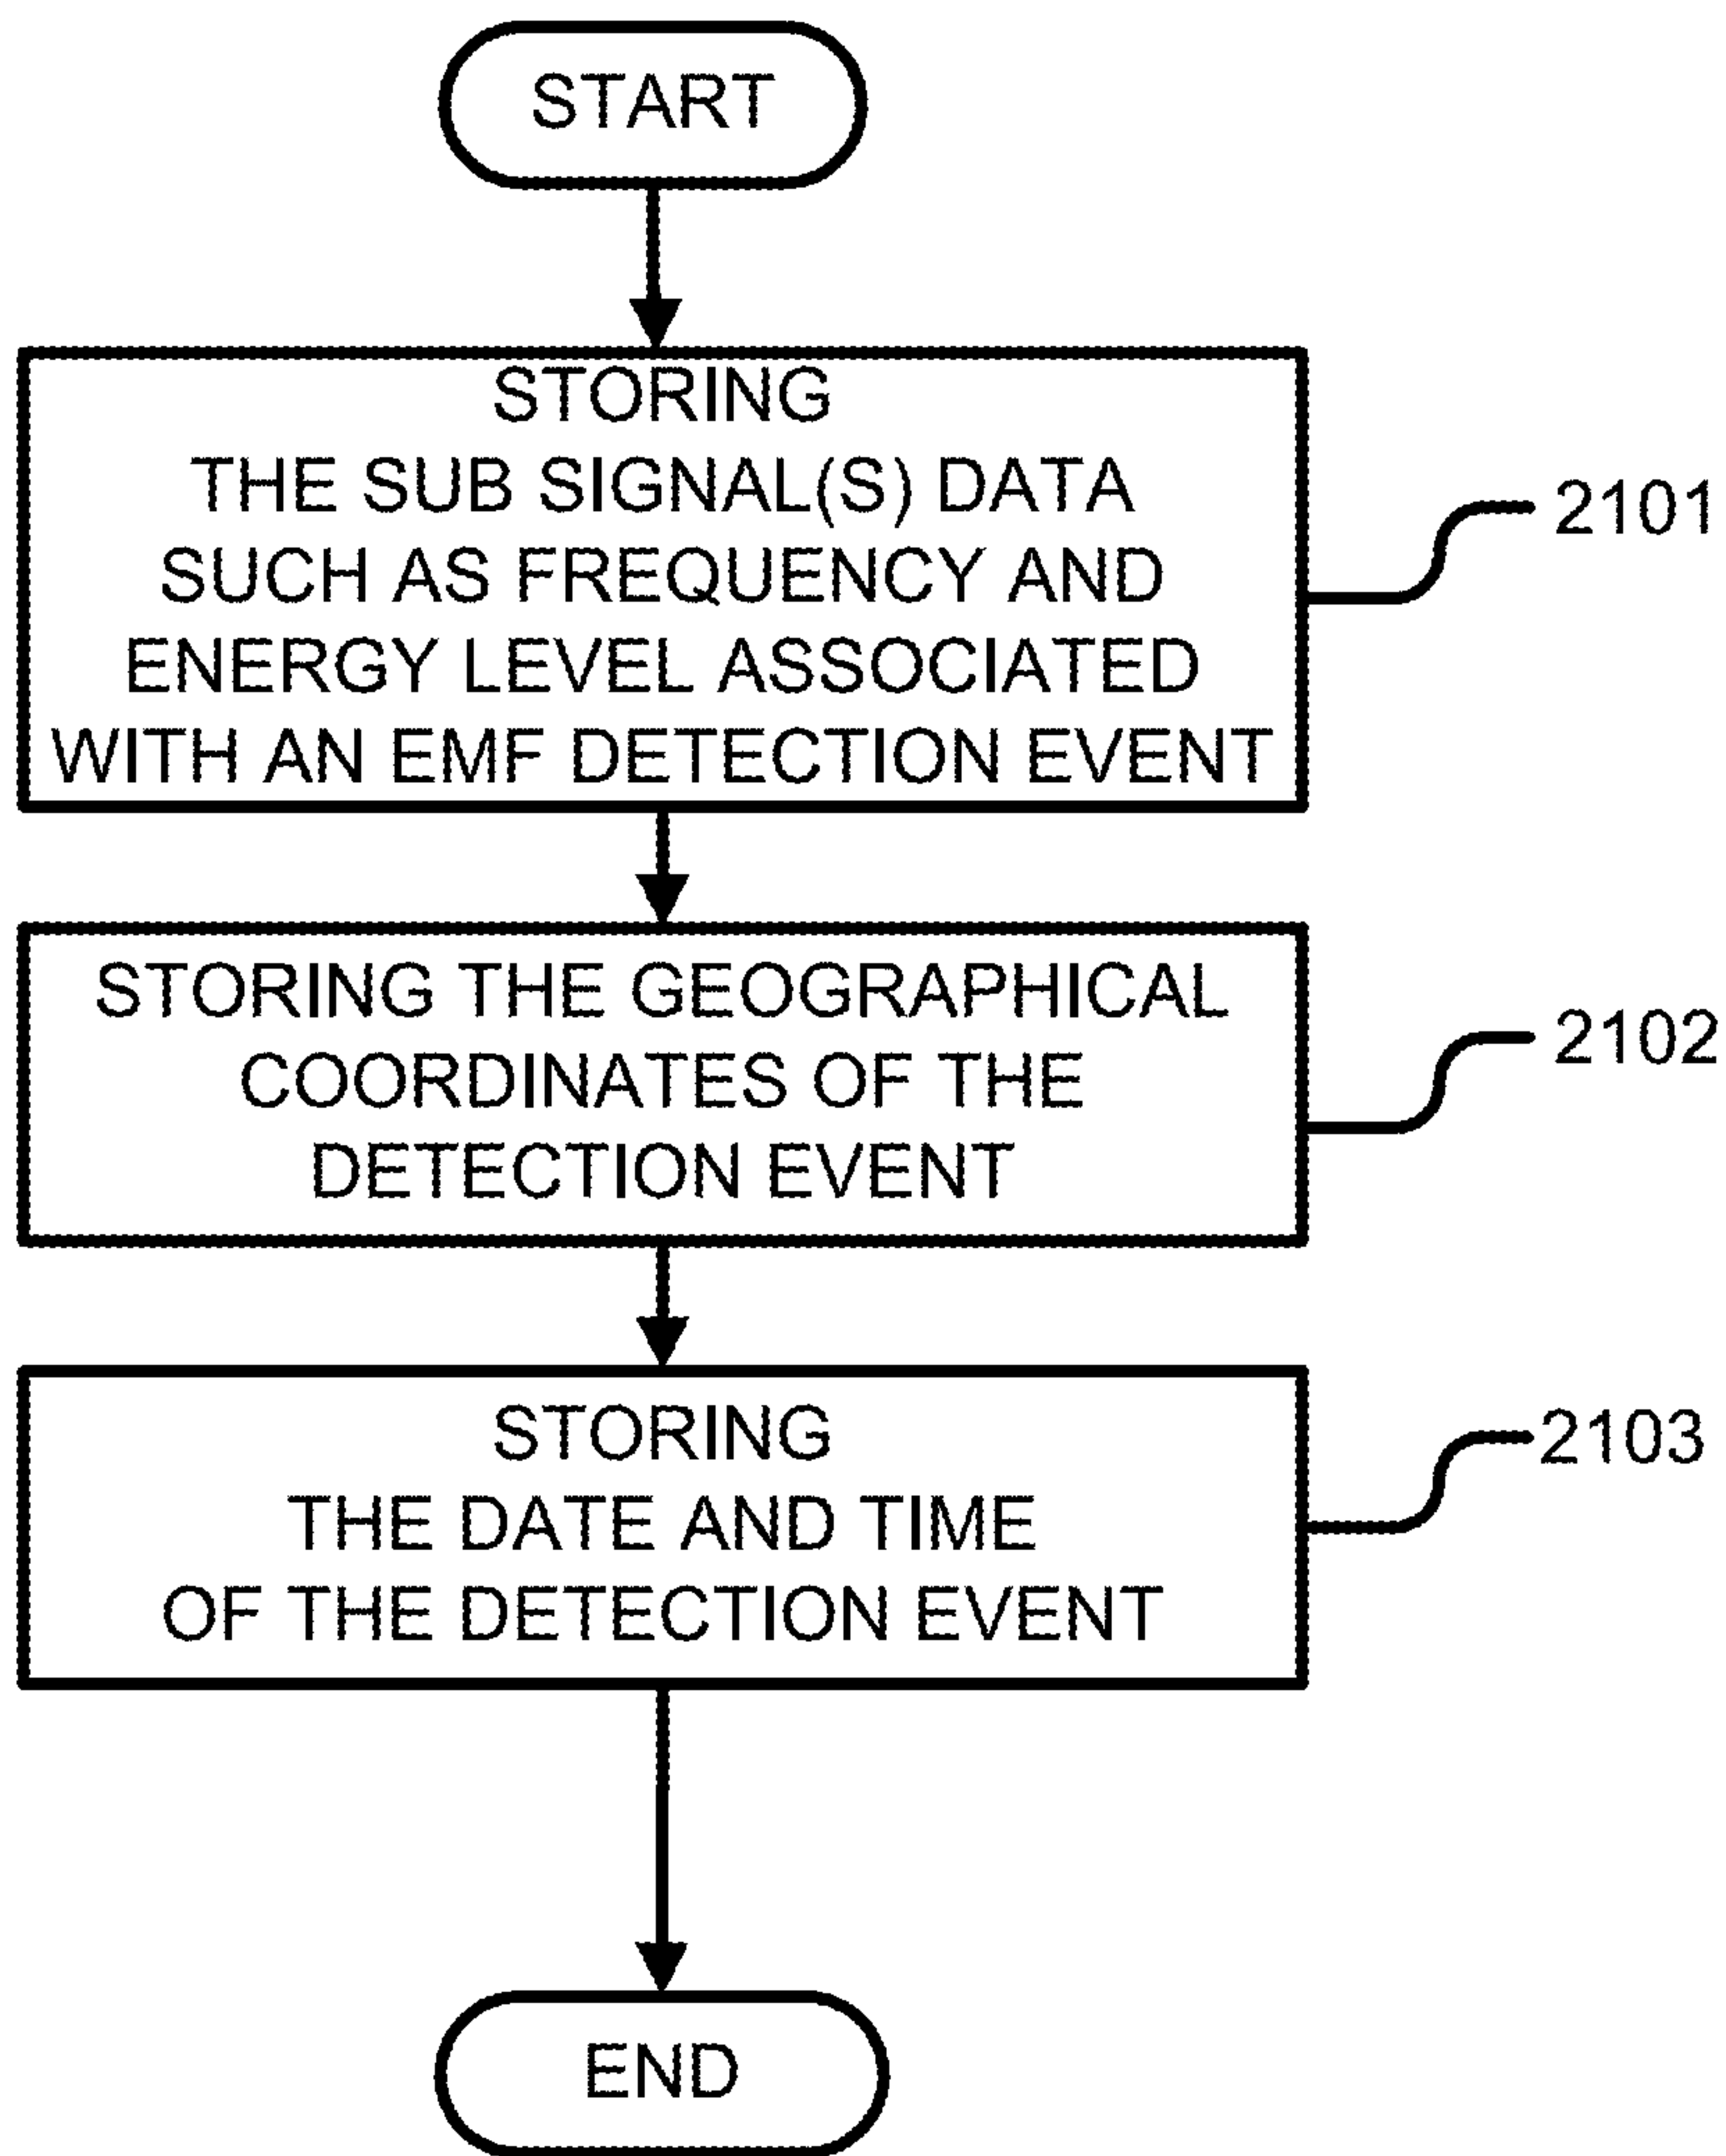 START
STORING
THE SUB SIGNAL(S) DATA
SUCH AS FREQUENCY AND
ENERGY LEVEL ASSOCIATED
WITH AN EMF DETECTION EVENT
2101
STORING THE GEOGRAPHICAL
COORDINATES OF THE
DETECTION EVENT
2102
STORING
THE DATE AND TIME
OF THE DETECTION EVENT
2103
END